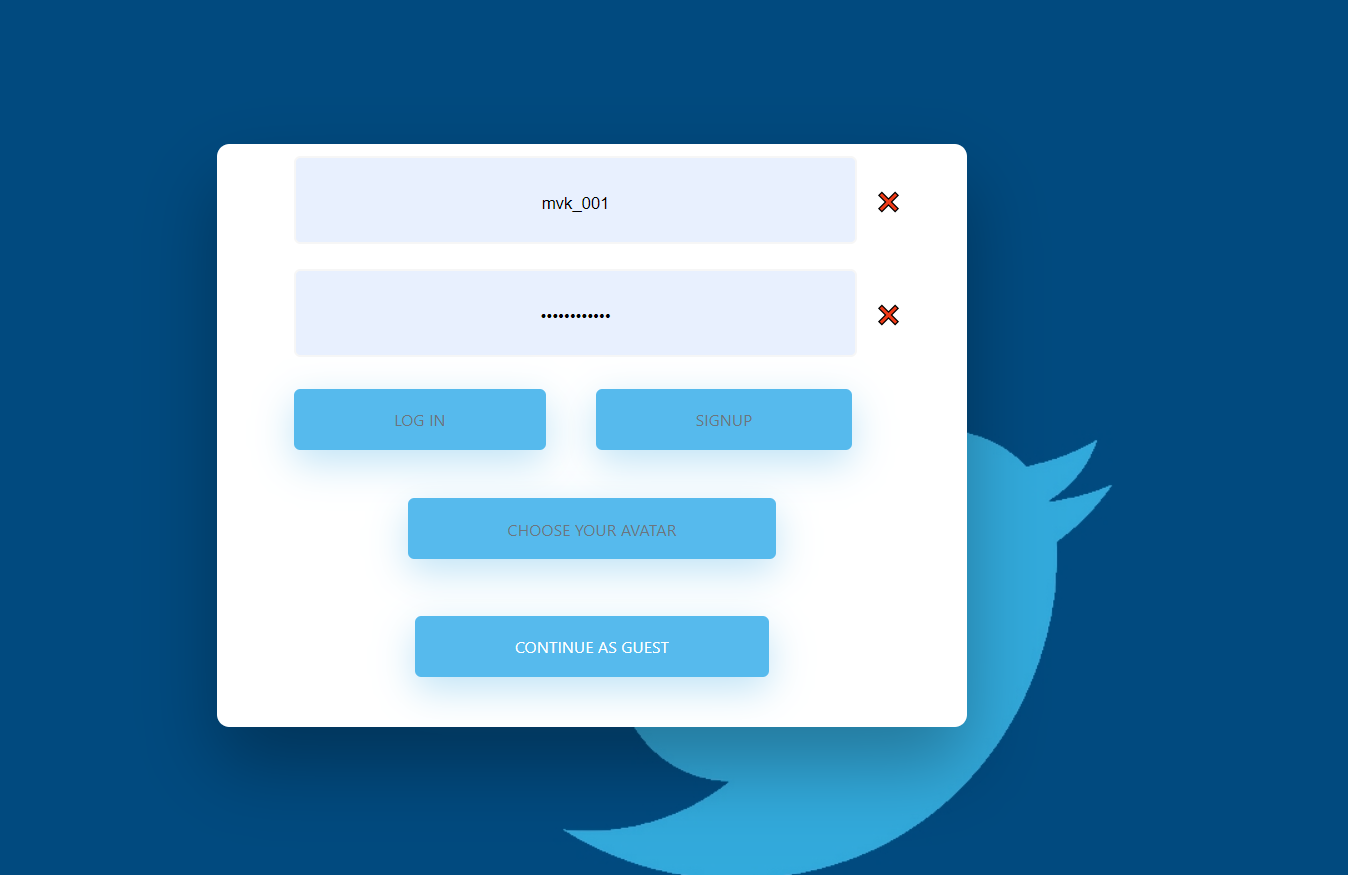 mvk_001
••••••••••••
LOG IN
SIGNUP
CHOOSE YOUR AVATAR
CONTINUE AS GUEST